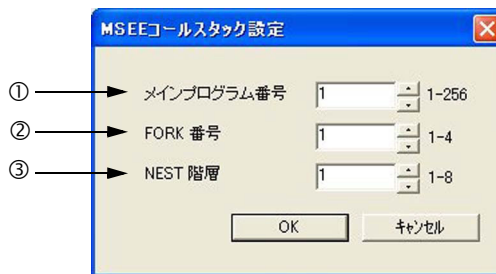 MSEEコールスタック設定
① メインプログラム番号 1 1-256
② FORK 番号 1 1-4
③ NEST 階層 1 1-8
OK キャンセル